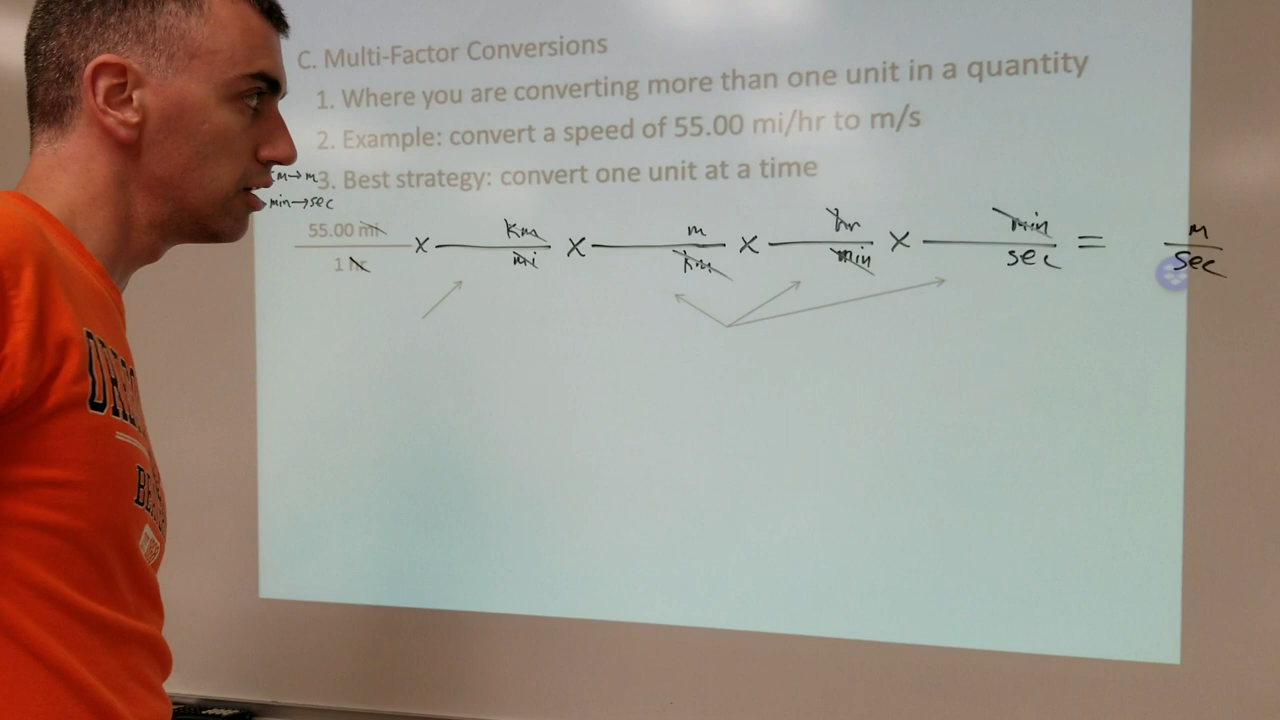 C. Multi-Factor Conversions
1. Where you are converting more than one unit in a quantity
2. Example: convert a speed of 55.00 mi/hr to m/s
3. Best strategy: convert one unit at a time
m→m
min→sec
55.00 mi × km × m × hr × min = m
1 hr mi km min sec sec